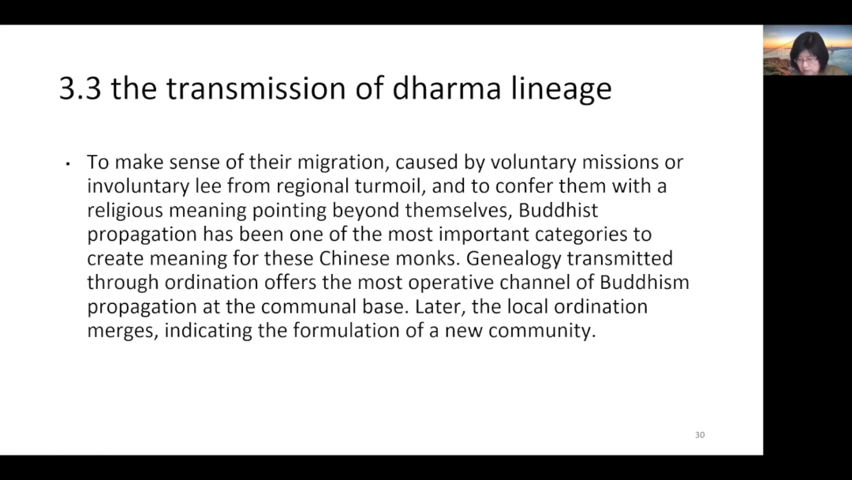 3.3 the transmission of dharma lineage
• To make sense of their migration, caused by voluntary missions or
involuntary lee from regional turmoil, and to confer them with a
religious meaning pointing beyond themselves, Buddhist
propagation has been one of the most important categories to
create meaning for these Chinese monks. Genealogy transmitted
through ordination offers the most operative channel of Buddhism
propagation at the communal base. Later, the local ordination
merges, indicating the formulation of a new community.
30